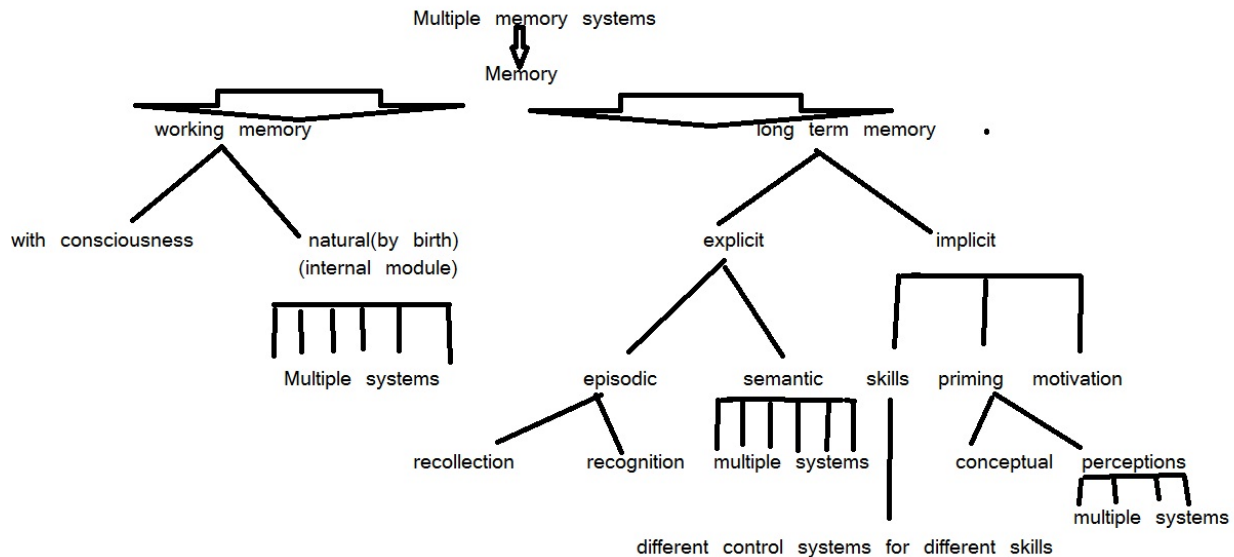 Multiple memory systems
Memory
working memory
long term memory .
with consciousness
natural(by birth)
(internal module)
explicit
implicit
Multiple systems
episodic
semantic
skills
priming
motivation
recollection
recognition
multiple systems
conceptual
perceptions
multiple systems
different control systems for different skills